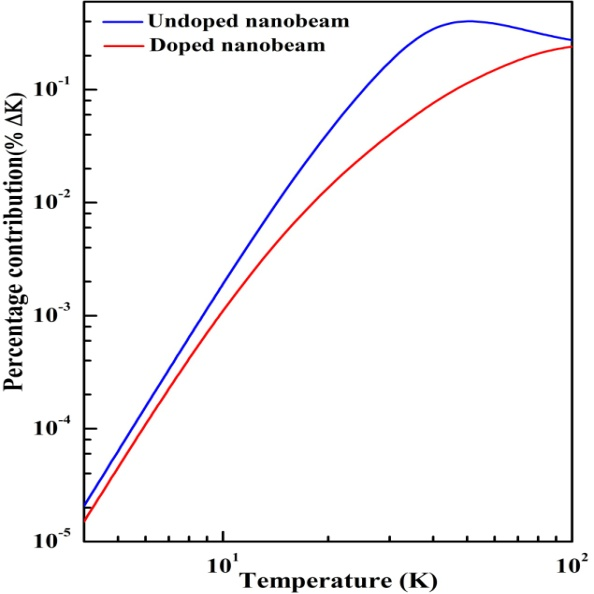 Undoped nanobeam
Doped nanobeam
Percentage contribution(% ΔK)
10⁻¹
10⁻²
10⁻³
10⁻⁴
10⁻⁵
10¹
10²
Temperature (K)